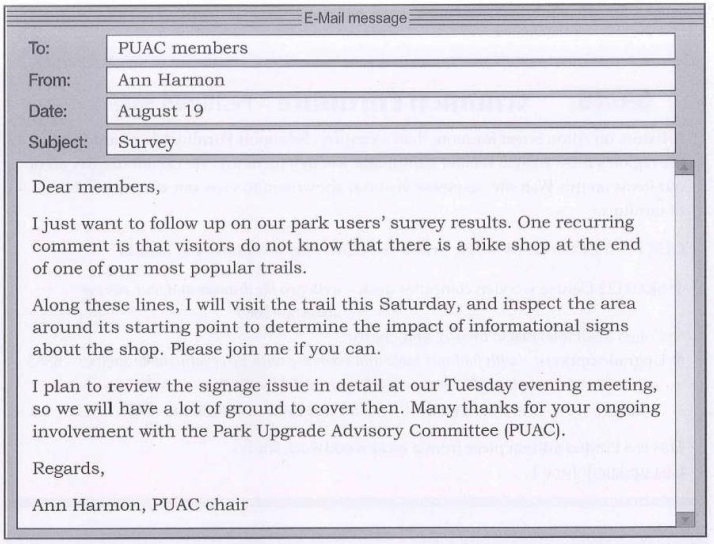 E-Mail message
To: PUAC members
From: Ann Harmon
Date: August 19
Subject: Survey
Dear members,
I just want to follow up on our park users' survey results. One recurring
comment is that visitors do not know that there is a bike shop at the end
of one of our most popular trails.
Along these lines, I will visit the trail this Saturday, and inspect the area
around its starting point to determine the impact of informational signs
about the shop. Please join me if you can.
I plan to review the signage issue in detail at our Tuesday evening meeting,
so we will have a lot of ground to cover then. Many thanks for your ongoing
involvement with the Park Upgrade Advisory Committee (PUAC).
Regards,
Ann Harmon, PUAC chair